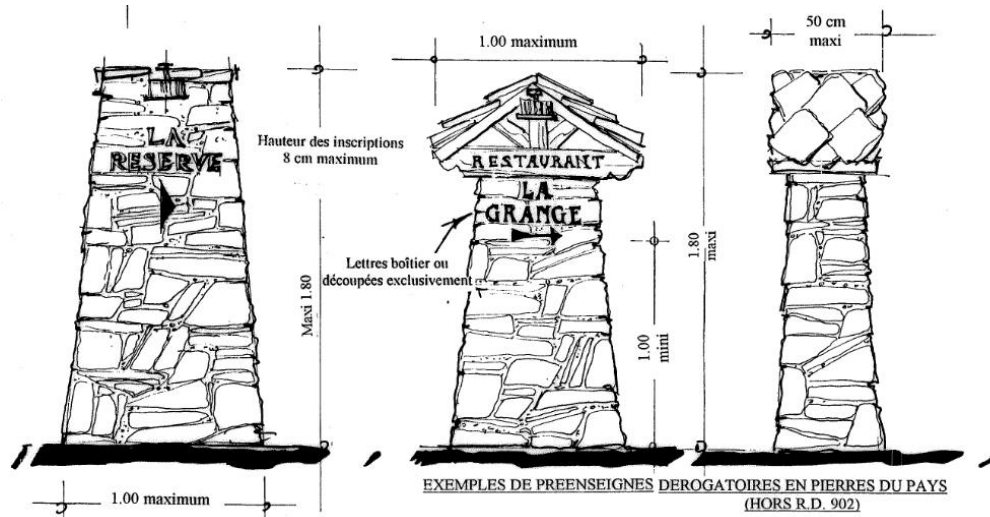 50 cm
maxi
1.00 maximum
LA
RESERVE
Hauteur des inscriptions
8 cm maximum
RESTAURANT
LA
GRANGE
Lettres boîtier ou
découpées exclusivement
Maxi 1.80
1.00
mini
1.80
maxi
1.00 maximum
EXEMPLES DE PREENSEIGNES DEROGATOIRES EN PIERRES DU PAYS
(HORS R.D. 902)